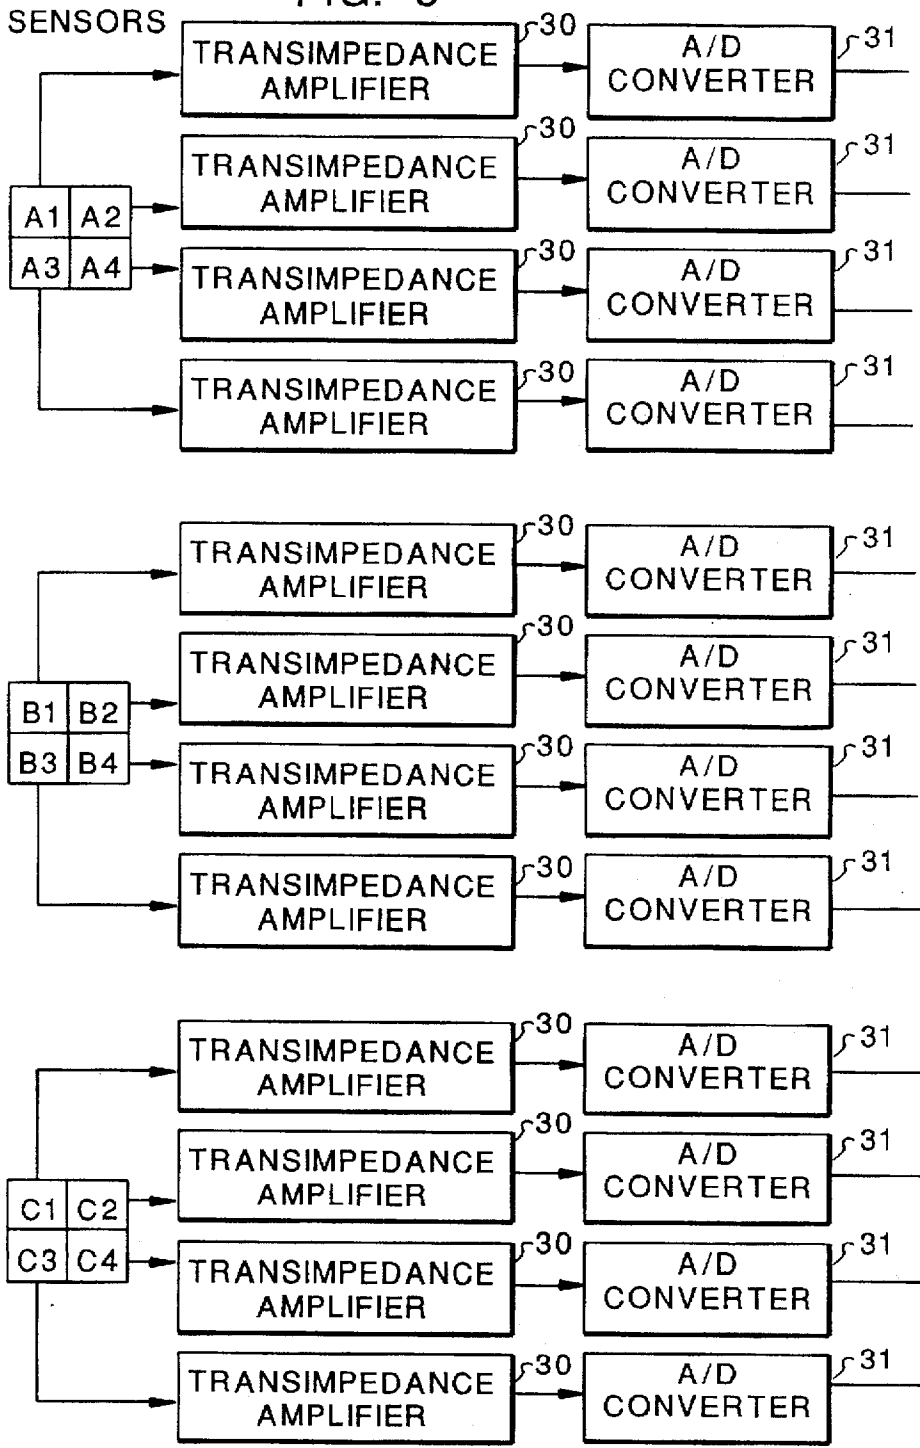 SENSORS
30
TRANSIMPEDANCE
AMPLIFIER
A/D
CONVERTER
31
30
TRANSIMPEDANCE
AMPLIFIER
A/D
CONVERTER
31
A1 A2
A3 A4
30
TRANSIMPEDANCE
AMPLIFIER
A/D
CONVERTER
31
30
TRANSIMPEDANCE
AMPLIFIER
A/D
CONVERTER
31
30
TRANSIMPEDANCE
AMPLIFIER
A/D
CONVERTER
31
30
TRANSIMPEDANCE
AMPLIFIER
A/D
CONVERTER
31
B1 B2
B3 B4
30
TRANSIMPEDANCE
AMPLIFIER
A/D
CONVERTER
31
30
TRANSIMPEDANCE
AMPLIFIER
A/D
CONVERTER
31
30
TRANSIMPEDANCE
AMPLIFIER
A/D
CONVERTER
31
30
TRANSIMPEDANCE
AMPLIFIER
A/D
CONVERTER
31
C1 C2
C3 C4
30
TRANSIMPEDANCE
AMPLIFIER
A/D
CONVERTER
31
30
TRANSIMPEDANCE
AMPLIFIER
A/D
CONVERTER
31